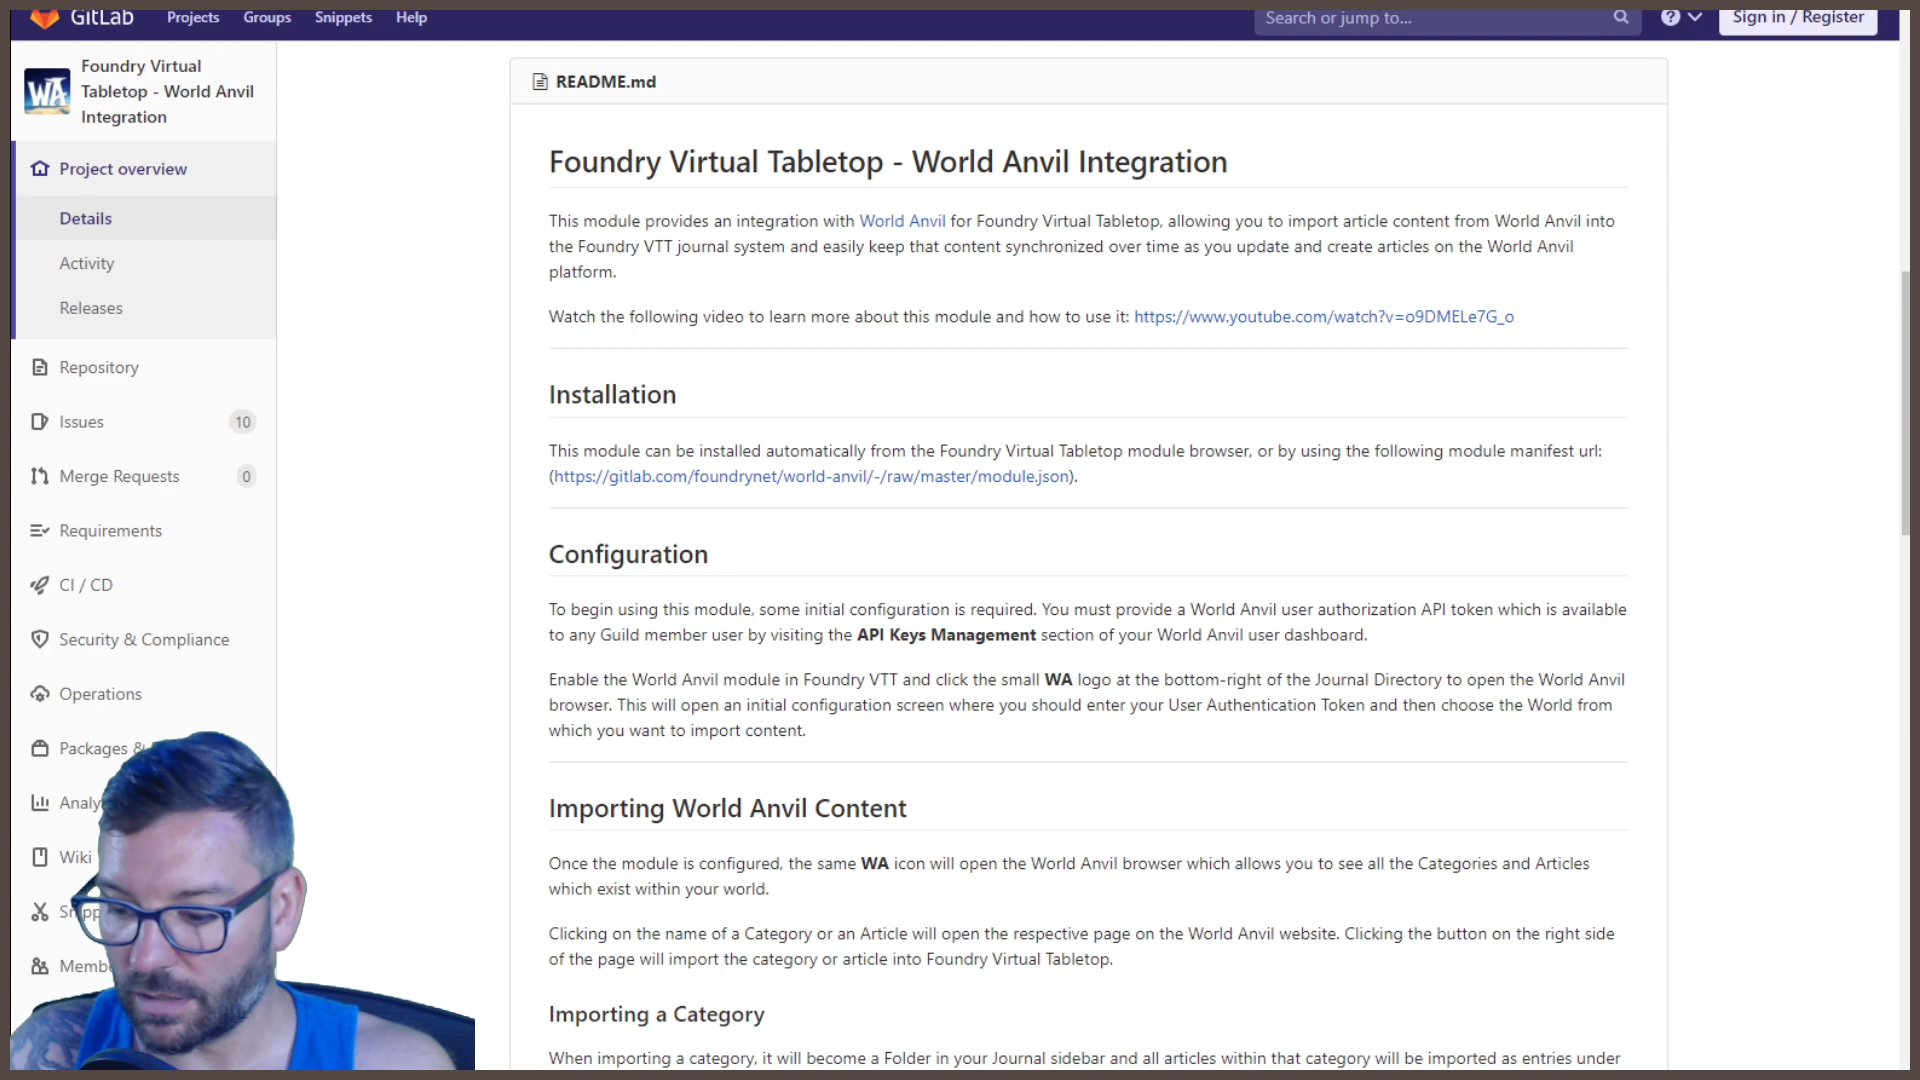 GitLab
Projects
Groups
Snippets
Help
Search or jump to...
Sign in / Register
WA
Foundry Virtual
Tabletop - World Anvil
Integration
Project overview
Details
Activity
Releases
Repository
Issues
10
Merge Requests
0
Requirements
CI / CD
Security & Compliance
Operations
Packages &
Wiki
README.md
Foundry Virtual Tabletop - World Anvil Integration
This module provides an integration with World Anvil for Foundry Virtual Tabletop, allowing you to import article content from World Anvil into
the Foundry VTT journal system and easily keep that content synchronized over time as you update and create articles on the World Anvil
platform.
Watch the following video to learn more about this module and how to use it: https://www.youtube.com/watch?v=o9DMELe7G_o
Installation
This module can be installed automatically from the Foundry Virtual Tabletop module browser, or by using the following module manifest url:
(https://gitlab.com/foundrynet/world-anvil/-/raw/master/module.json).
Configuration
To begin using this module, some initial configuration is required. You must provide a World Anvil user authorization API token which is available
to any Guild member user by visiting the API Keys Management section of your World Anvil user dashboard.
Enable the World Anvil module in Foundry VTT and click the small WA logo at the bottom-right of the Journal Directory to open the World Anvil
browser. This will open an initial configuration screen where you should enter your User Authentication Token and then choose the World from
which you want to import content.
Importing World Anvil Content
Once the module is configured, the same WA icon will open the World Anvil browser which allows you to see all the Categories and Articles
which exist within your world.
Clicking on the name of a Category or an Article will open the respective page on the World Anvil website. Clicking the button on the right side
of the page will import the category or article into Foundry Virtual Tabletop.
Importing a Category
When importing a category, it will become a Folder in your Journal sidebar and all articles within that category will be imported as entries under